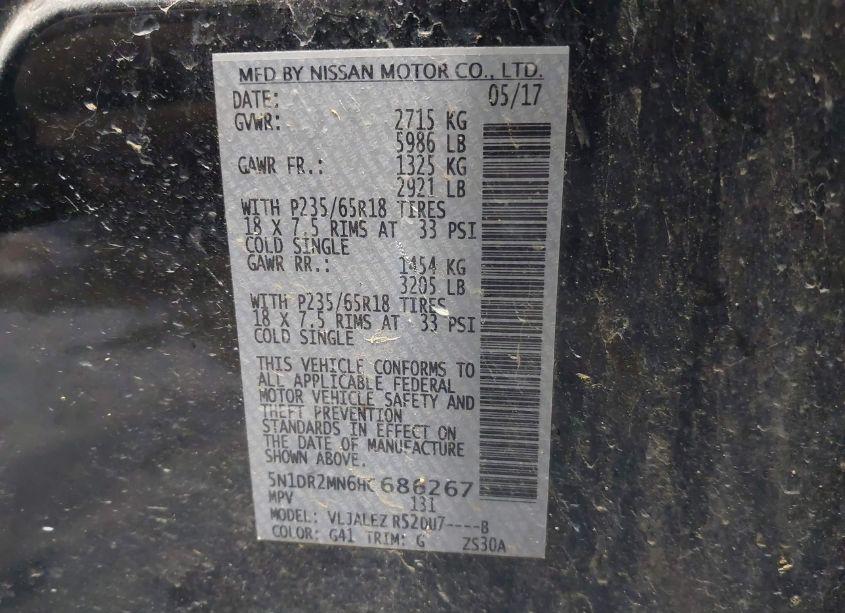 MFD BY NISSAN MOTOR CO., LTD.
DATE: 05/17
GVWR: 2715 KG
5986 LB
GAWR FR.: 1325 KG
2921 LB
WITH P235/65R18 TIRES
18 X 7.5 RIMS AT 33 PSI
COLD SINGLE
GAWR RR.: 1454 KG
3205 LB
WITH P235/65R18 TIRES
18 X 7.5 RIMS AT 33 PSI
COLD SINGLE
THIS VEHICLE CONFORMS TO
ALL APPLICABLE FEDERAL
MOTOR VEHICLE SAFETY AND
THEFT PREVENTION
STANDARDS IN EFFECT ON
THE DATE OF MANUFACTURE
SHOWN ABOVE.
5N1DR2MN6HC686267
MPV 131
MODEL: VLJALEZ R52DU7----B
COLOR: G41 TRIM: G ZS30A